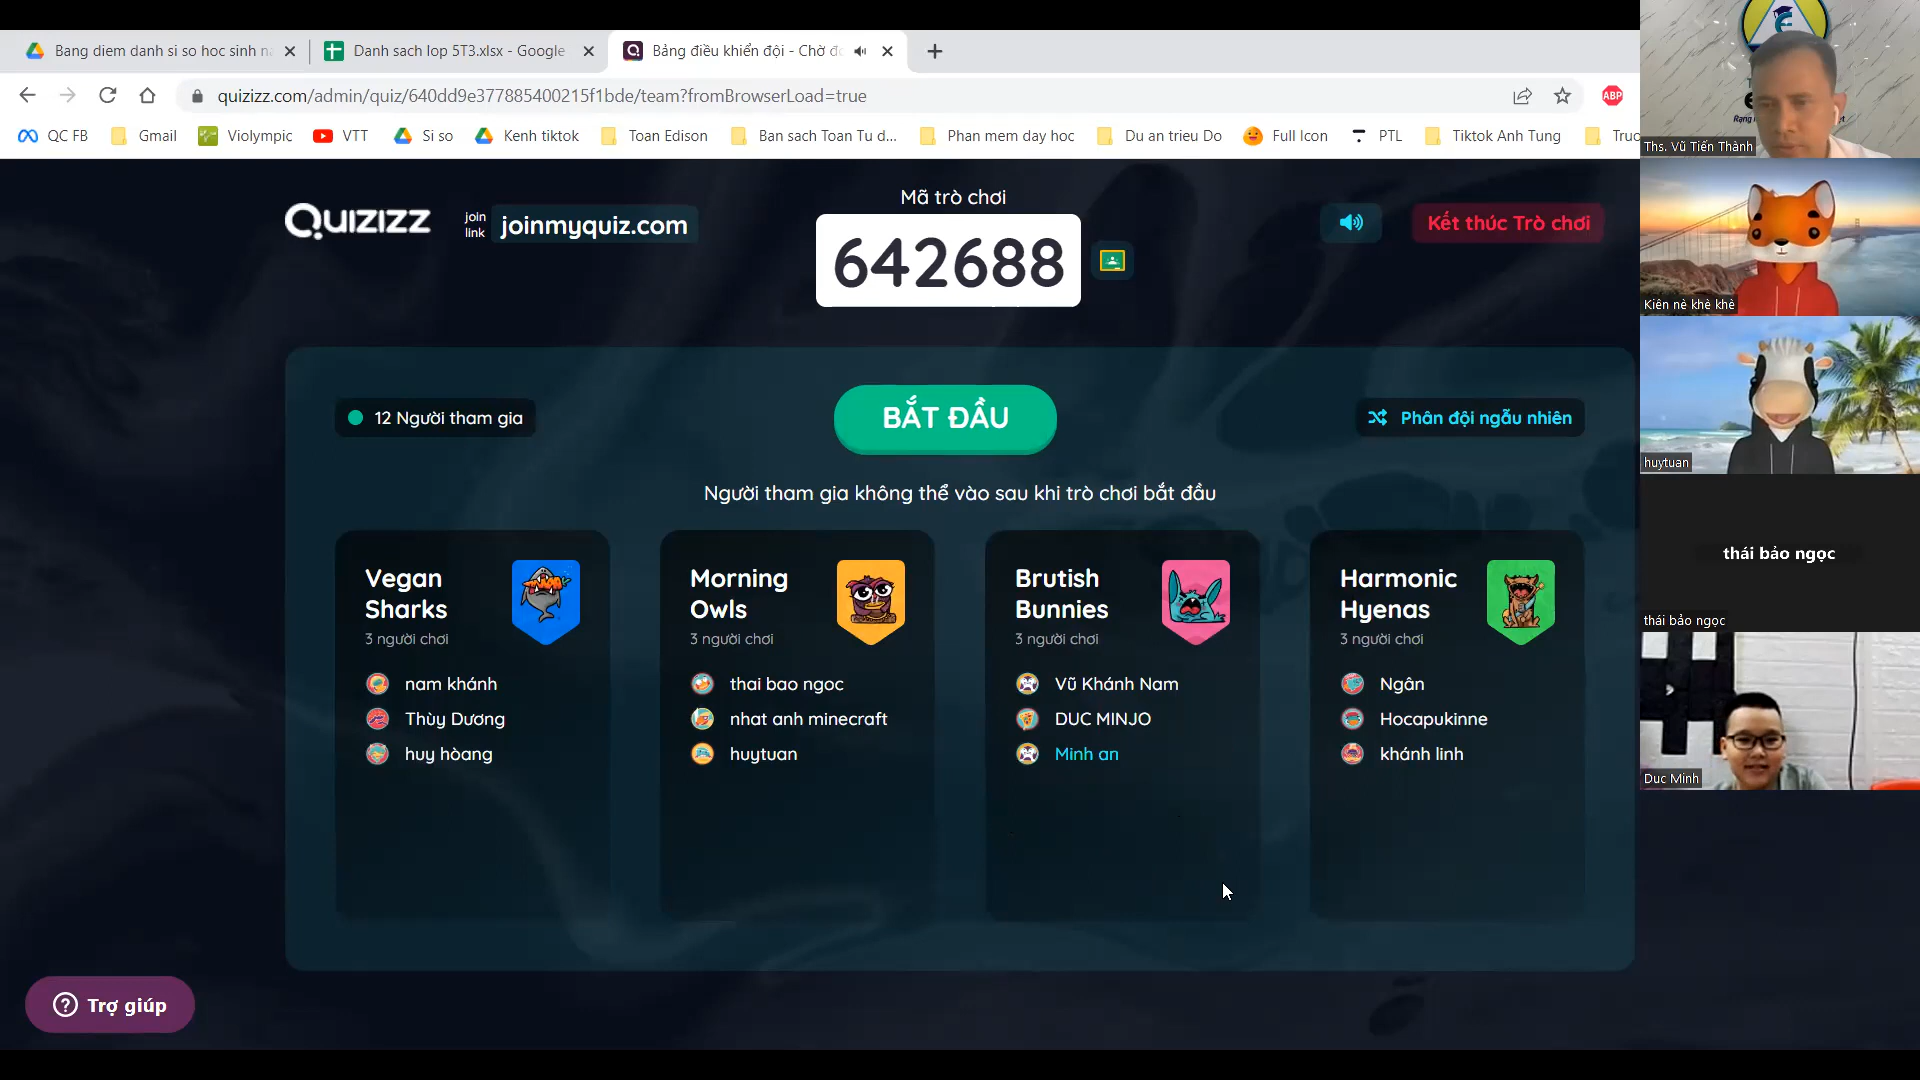 Bang diem danh si so hoc sinh na
Danh sach lop 5T3.xlsx - Google
Bảng điều khiển đội - Chờ đ
quizizz.com/admin/quiz/640dd9e377885400215f1bde/team?fromBrowserLoad=true
ABP
QC FB
Gmail
Violympic
VTT
Si so
Kenh tiktok
Toan Edison
Ban sach Toan Tu d...
Phan mem day hoc
Du an trieu Do
Full Icon
PTL
Tiktok Anh Tung
Truo
Ths. Vũ Tiến Thành
Quizizz
join link
joinmyquiz.com
Mã trò chơi
642688
Kết thúc Trò chơi
Kiên nè khè khè
12 Người tham gia
BẮT ĐẦU
Phân đội ngẫu nhiên
Người tham gia không thể vào sau khi trò chơi bắt đầu
huytuan
Vegan
Sharks
3 người chơi
nam khánh
Thùy Dương
huy hòang
Morning
Owls
3 người chơi
thai bao ngoc
nhat anh minecraft
huytuan
Brutish
Bunnies
3 người chơi
Vũ Khánh Nam
DUC MINJO
Minh an
Harmonic
Hyenas
3 người chơi
Ngân
Hocapukinne
khánh linh
thái bảo ngọc
thái bảo ngọc
Duc Minh
Trợ giúp